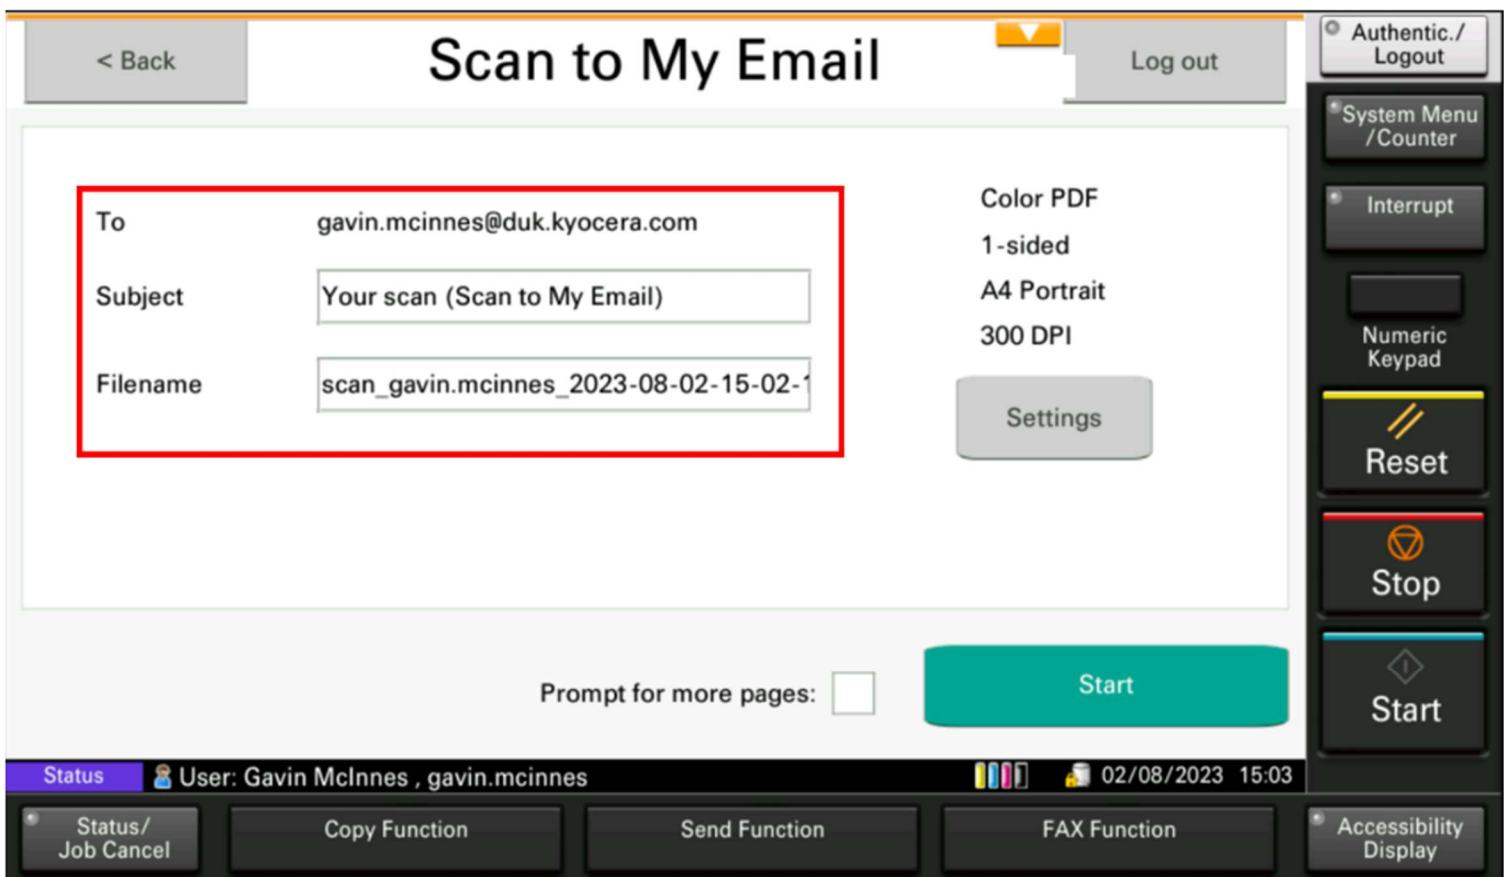 < Back
Scan to My Email
Log out
Authentic./
Logout
System Menu
/Counter
Interrupt
Numeric
Keypad
Reset
Stop
Start
To
gavin.mcinnes@duk.kyocera.com
Subject
Your scan (Scan to My Email)
Filename
scan_gavin.mcinnes_2023-08-02-15-02-1
Color PDF
1-sided
A4 Portrait
300 DPI
Settings
Prompt for more pages:
Start
Status
User: Gavin McInnes , gavin.mcinnes
02/08/2023 15:03
Status/
Job Cancel
Copy Function
Send Function
FAX Function
Accessibility
Display